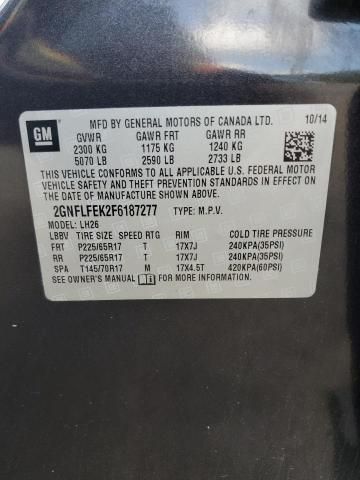 GM
MFD BY GENERAL MOTORS OF CANADA LTD. 10/14
GVWR GAWR FRT GAWR RR
2300 KG 1175 KG 1240 KG
5070 LB 2590 LB 2733 LB
THIS VEHICLE CONFORMS TO ALL APPLICABLE U.S. FEDERAL MOTOR
VEHICLE SAFETY, BUMPER, AND THEFT PREVENTION STANDARDS IN
EFFECT ON THE DATE OF MANUFACTURE SHOWN ABOVE.
2GNFLFEK2F6187277 TYPE: M.P.V.
MODEL: LH26
LBBV TIRE SIZE SPEED RTG RIM COLD TIRE PRESSURE
FRT P225/65R17 T 17X7J 240KPA(35PSI)
RR P225/65R17 T 17X7J 240KPA(35PSI)
SPA T145/70R17 M 17X4.5T 420KPA(60PSI)
SEE OWNER'S MANUAL FOR MORE INFORMATION